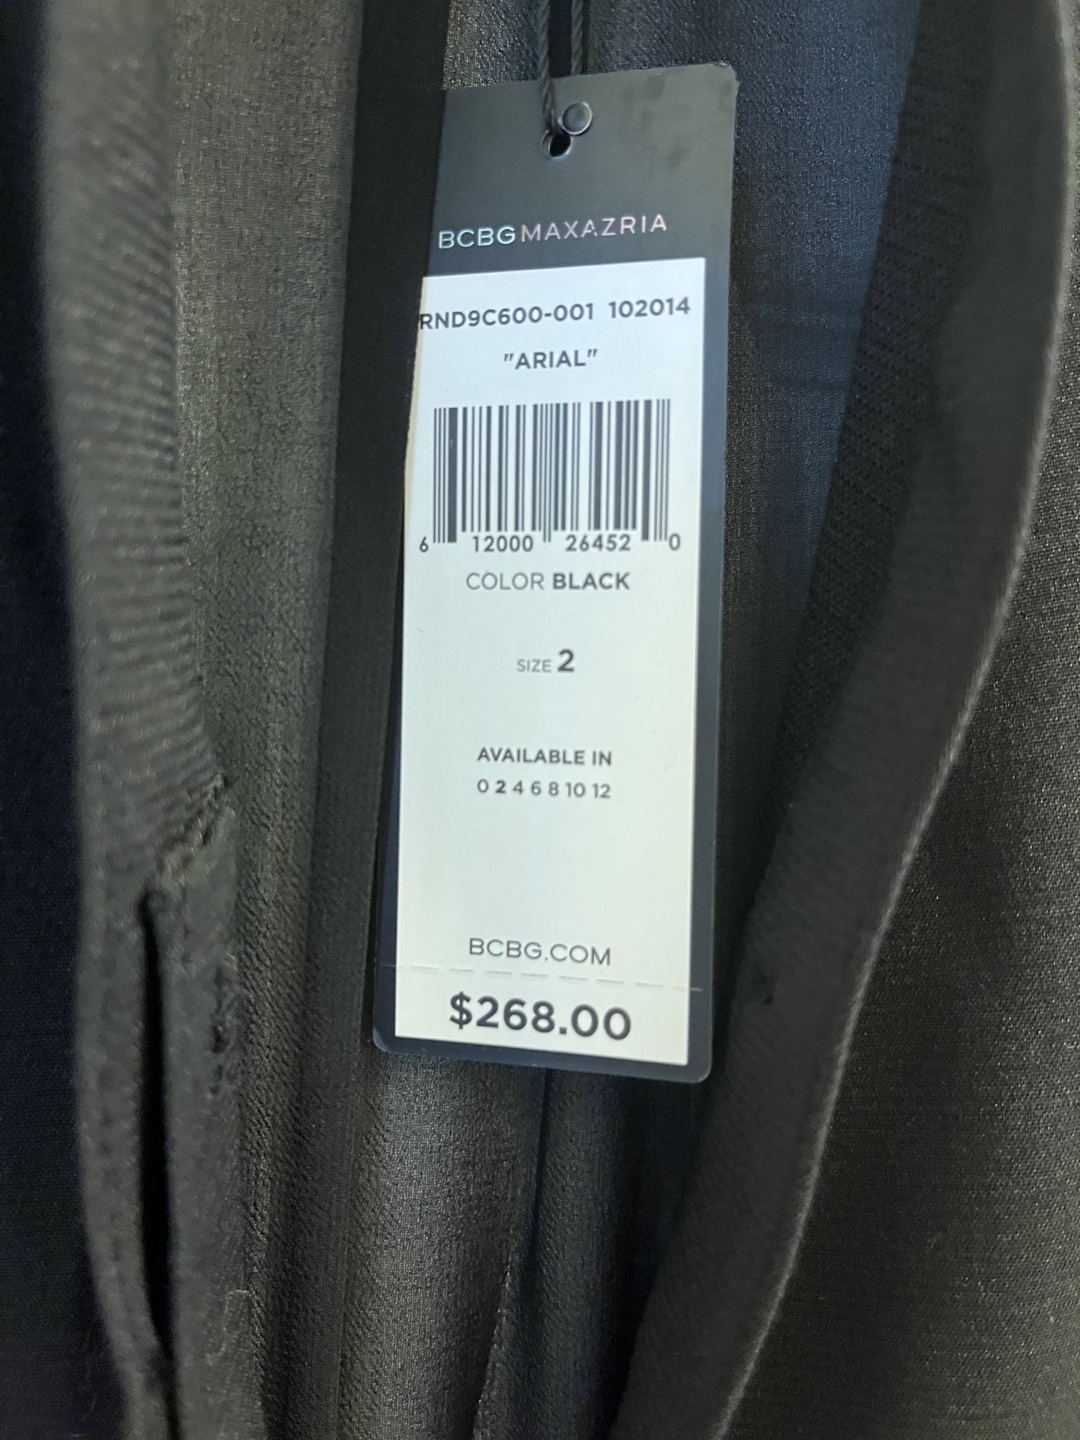 BCBGMAXAZRIA
RND9C600-001 102014
"ARIAL"
6 12000 26452 0
COLOR BLACK
SIZE 2
AVAILABLE IN
0 2 4 6 8 10 12
BCBG.COM
$268.00